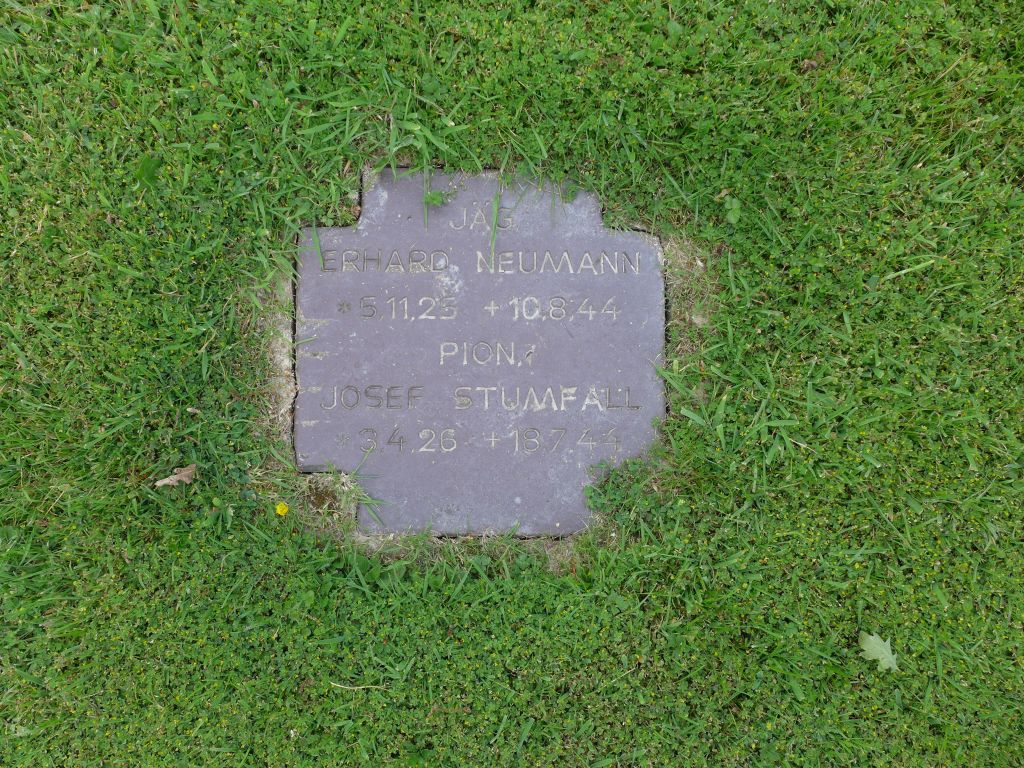 JÄG.
ERHARD NEUMANN
* 5.11.25 + 10.8.44
PION.
JOSEF STUMFALL
* 3.4.26 + 18.7.44